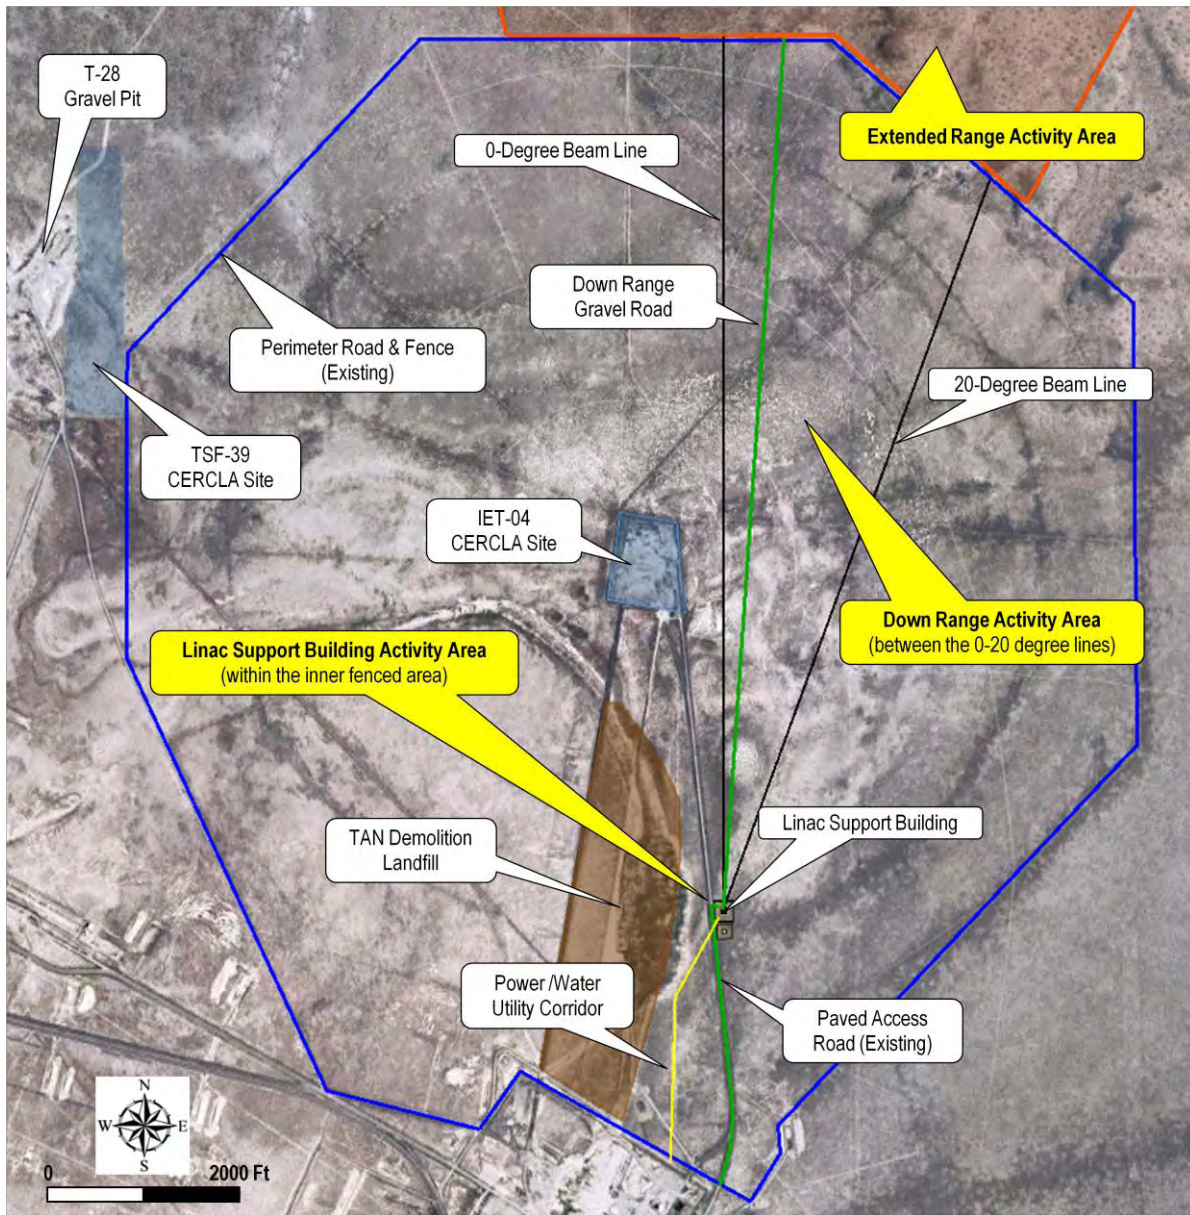 T-28
Gravel Pit
0-Degree Beam Line
Extended Range Activity Area
Down Range
Gravel Road
Perimeter Road & Fence
(Existing)
20-Degree Beam Line
TSF-39
CERCLA Site
IET-04
CERCLA Site
Down Range Activity Area
(between the 0-20 degree lines)
Linac Support Building Activity Area
(within the inner fenced area)
Linac Support Building
TAN Demolition
Landfill
Power /Water
Utility Corridor
Paved Access
Road (Existing)
N
W E
S
0 2000 Ft